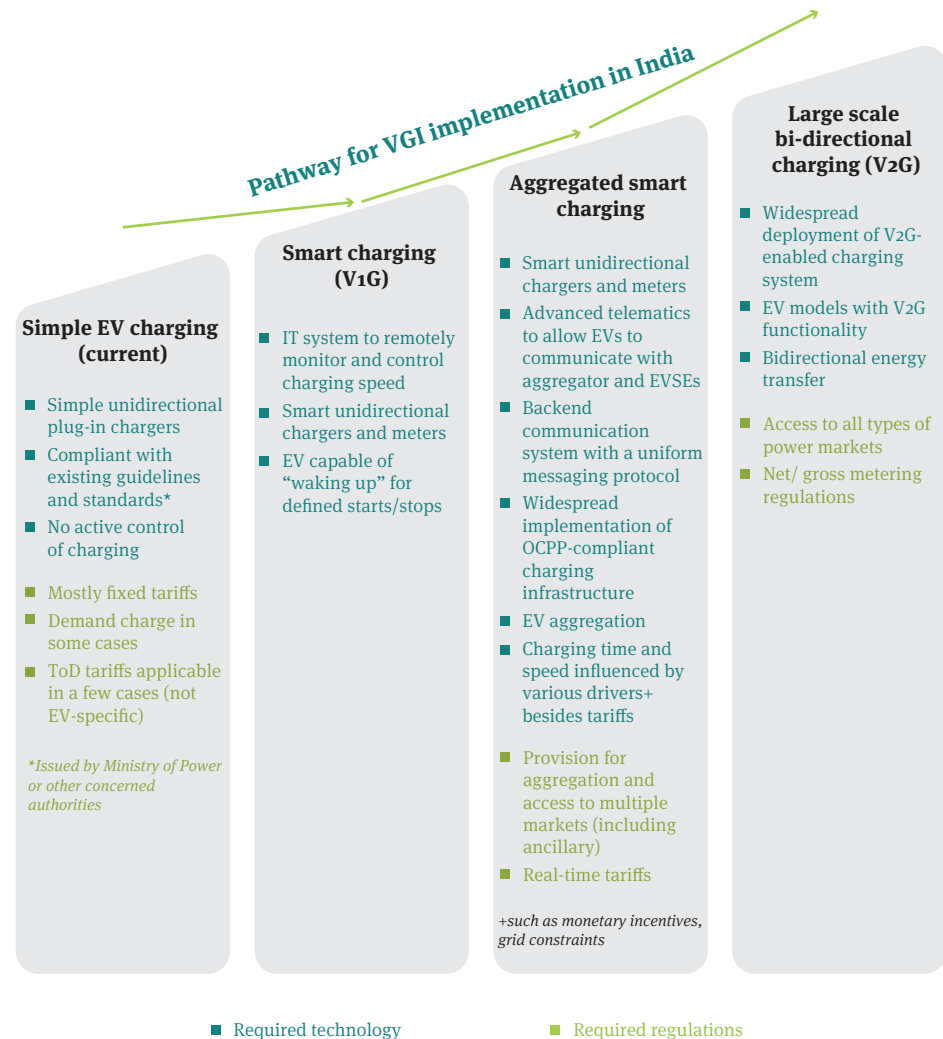 Pathway for VGI implementation in India
Simple EV charging
(current)
■ Simple unidirectional
plug-in chargers
■ Compliant with
existing guidelines
and standards*
■ No active control
of charging
■ Mostly fixed tariffs
■ Demand charge in
some cases
■ ToD tariffs applicable
in a few cases (not
EV-specific)
*Issued by Ministry of Power
or other concerned
authorities
Smart charging
(V1G)
■ IT system to remotely
monitor and control
charging speed
■ Smart unidirectional
chargers and meters
■ EV capable of
“waking up” for
defined starts/stops
Aggregated smart
charging
■ Smart unidirectional
chargers and meters
■ Advanced telematics
to allow EVs to
communicate with
aggregator and EVSEs
■ Backend
communication
system with a uniform
messaging protocol
■ Widespread
implementation of
OCPP-compliant
charging
infrastructure
■ EV aggregation
■ Charging time and
speed influenced by
various drivers+
besides tariffs
■ Provision for
aggregation and
access to multiple
markets (including
ancillary)
■ Real-time tariffs
+such as monetary incentives,
grid constraints
Large scale
bi-directional
charging (V2G)
■ Widespread
deployment of V2G-
enabled charging
system
■ EV models with V2G
functionality
■ Bidirectional energy
transfer
■ Access to all types of
power markets
■ Net/ gross metering
regulations
■ Required technology
■ Required regulations